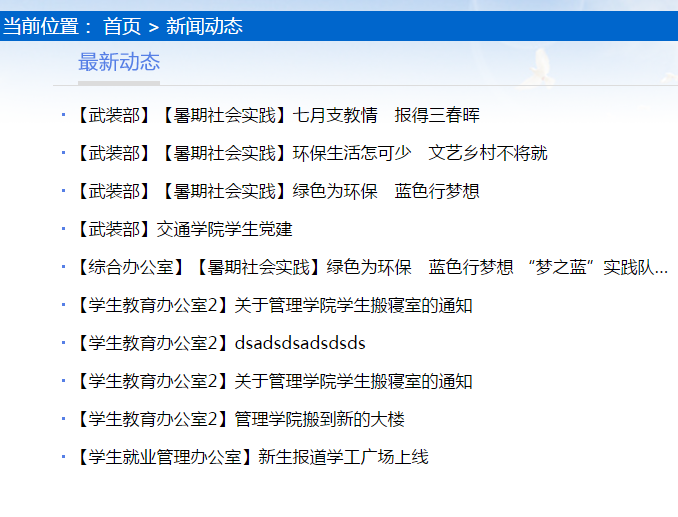 当前位置： 首页 > 新闻动态
最新动态
· 【武装部】【暑期社会实践】七月支教情　报得三春晖
· 【武装部】【暑期社会实践】环保生活怎可少　文艺乡村不将就
· 【武装部】【暑期社会实践】绿色为环保　蓝色行梦想
· 【武装部】交通学院学生党建
· 【综合办公室】【暑期社会实践】绿色为环保　蓝色行梦想 “梦之蓝”实践队...
· 【学生教育办公室2】关于管理学院学生搬寝室的通知
· 【学生教育办公室2】dsadsdsadsdsds
· 【学生教育办公室2】关于管理学院学生搬寝室的通知
· 【学生教育办公室2】管理学院搬到新的大楼
· 【学生就业管理办公室】新生报道学工广场上线